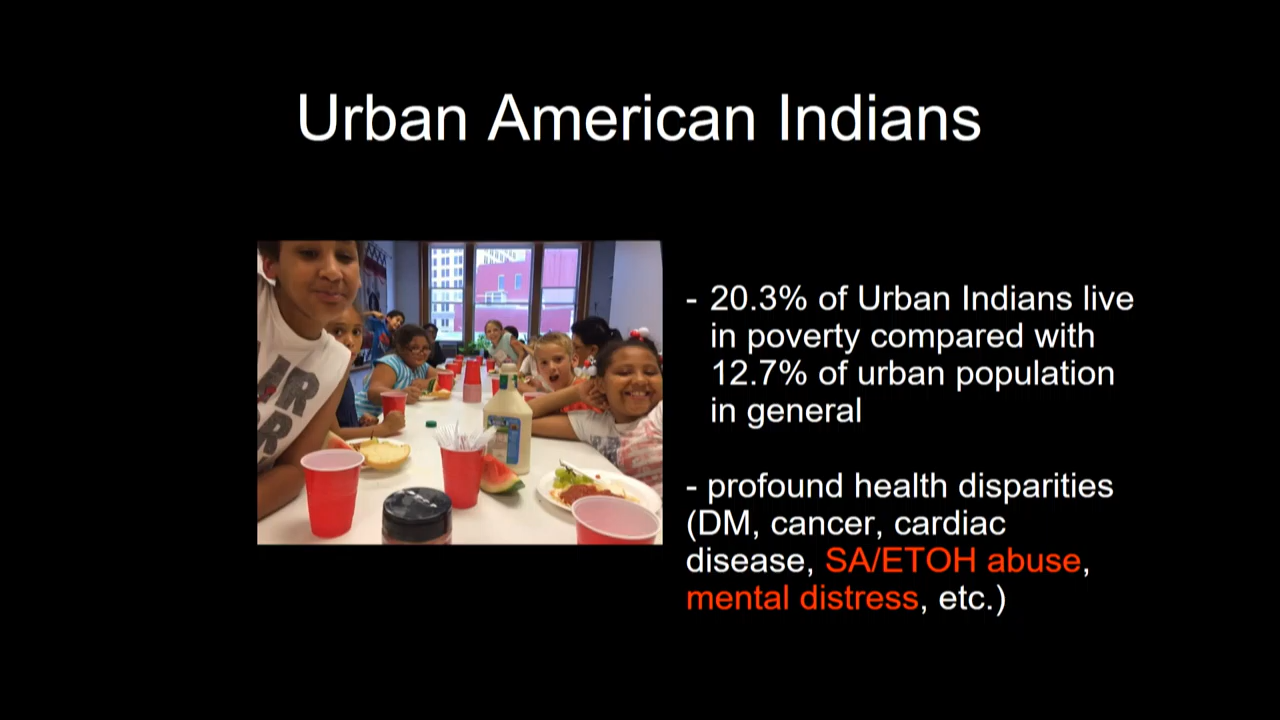 Urban American Indians
- 20.3% of Urban Indians live
in poverty compared with
12.7% of urban population
in general
- profound health disparities
(DM, cancer, cardiac
disease, SA/ETOH abuse,
mental distress, etc.)